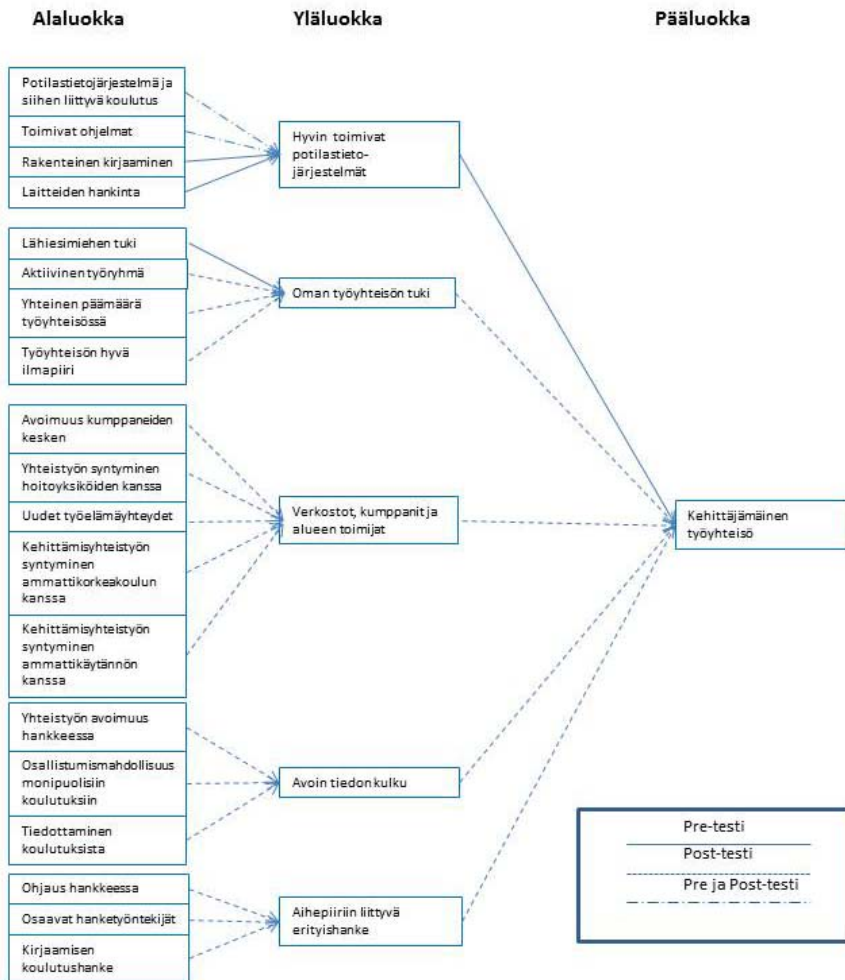 Alaluokka
Yläluokka
Pääluokka
Potilastietojärjestelmä ja
siihen liittyvä koulutus
Toimivat ohjelmat
Rakenteinen kirjaaminen
Laitteiden hankinta
Hyvin toimivat
potilastieto-
järjestelmät
Lähiesimiehen tuki
Aktiivinen työryhmä
Yhteinen päämäärä
työyhteisössä
Työyhteisön hyvä
ilmapiiri
Oman työyhteisön tuki
Avoimuus kumppaneiden
kesken
Yhteistyön syntyminen
hoitoyksiköiden kanssa
Uudet työelämäyhteydet
Kehittämisyhteistyön
syntyminen
ammattikorkeakoulun
kanssa
Kehittämisyhteistyön
syntyminen
ammattikäytännön
kanssa
Verkostot, kumppanit ja
alueen toimijat
Kehittäjämäinen
työyhteisö
Yhteistyön avoimuus
hankkeessa
Osallistumismahdollisuus
monipuolisiin
koulutuksiin
Tiedottaminen
koulutuksista
Avoin tiedonkulku
Ohjaus hankkeessa
Osaavat hanketyöntekijät
Kirjaamisen
koulutushanke
Aihepiiriin liittyvä
erityishanke
Pre-testi
Post-testi
Pre ja Post-testi